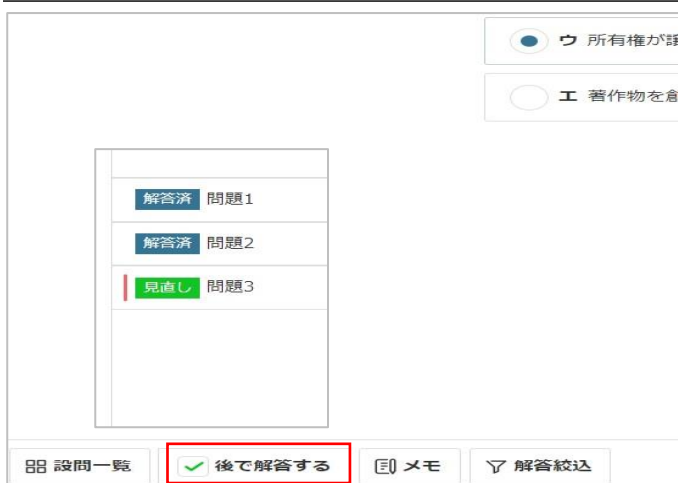 ウ 所有権が譲
エ 著作物を創
解答済 問題1
解答済 問題2
見直し 問題3
設問一覧 後で解答する メモ 解答絞込